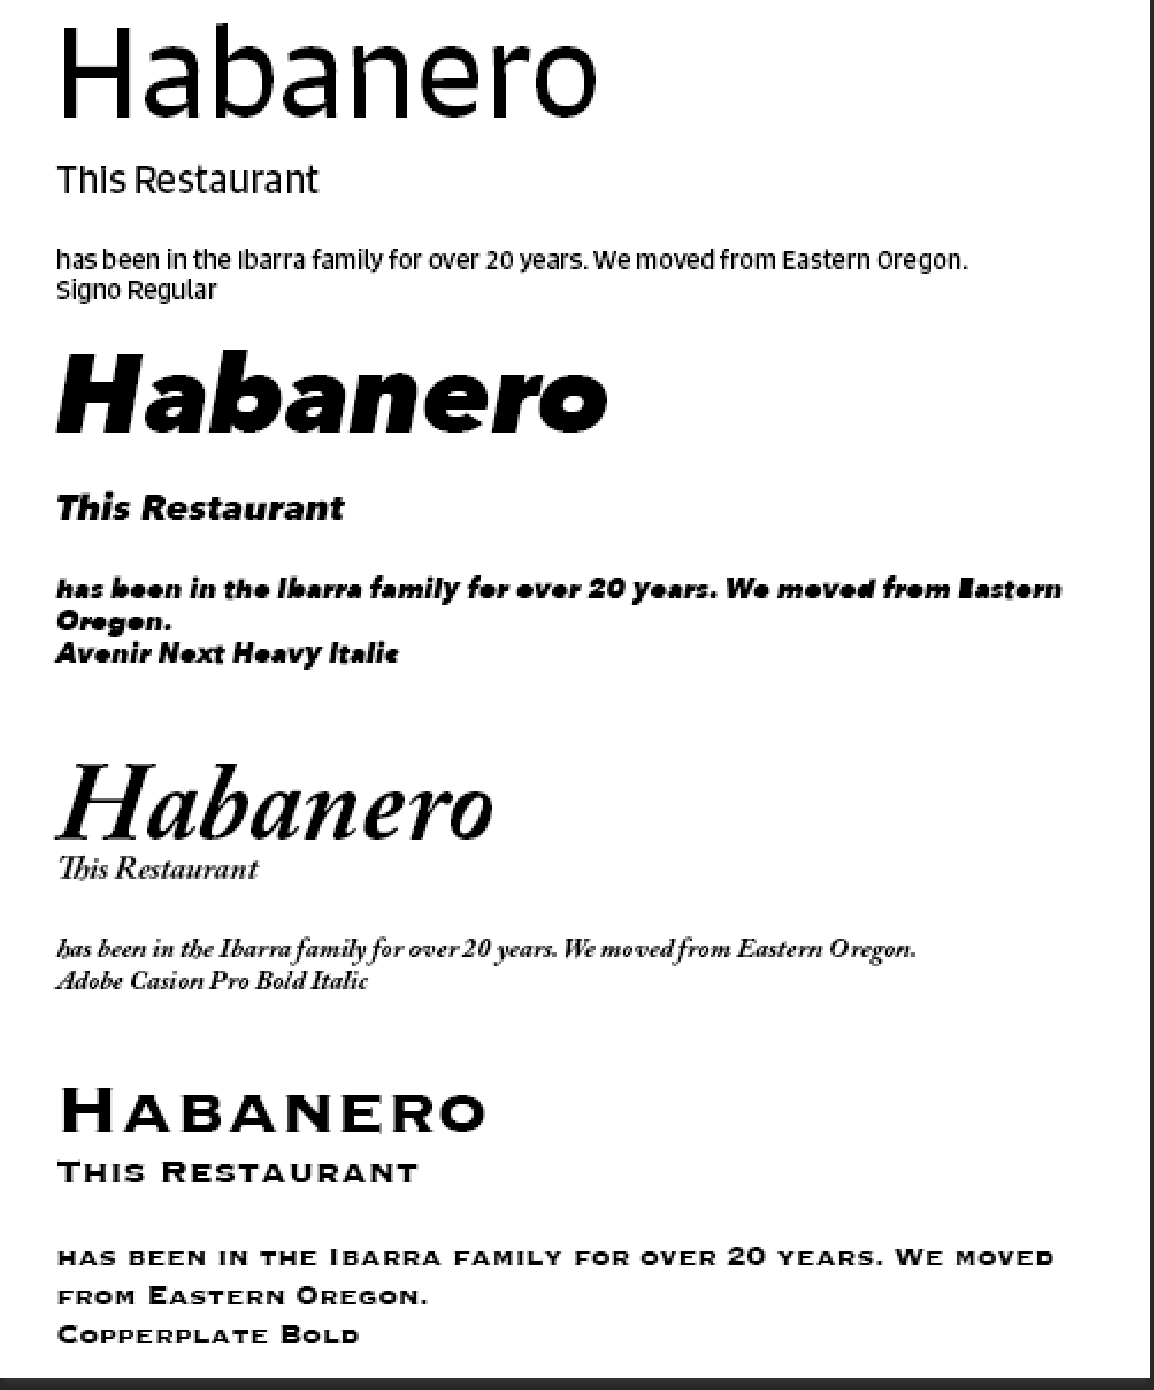 Habanero
This Restaurant
has been in the Ibarra family for over 20 years. We moved from Eastern Oregon.
Signo Regular
Habanero
This Restaurant
has been in the Ibarra family for over 20 years. We moved from Eastern
Oregon.
Avenir Next Heavy Italic
Habanero
This Restaurant
has been in the Ibarra family for over 20 years. We moved from Eastern Oregon.
Adobe Caslon Pro Bold Italic
Habanero
This Restaurant
has been in the Ibarra family for over 20 years. We moved
from Eastern Oregon.
Copperplate Bold